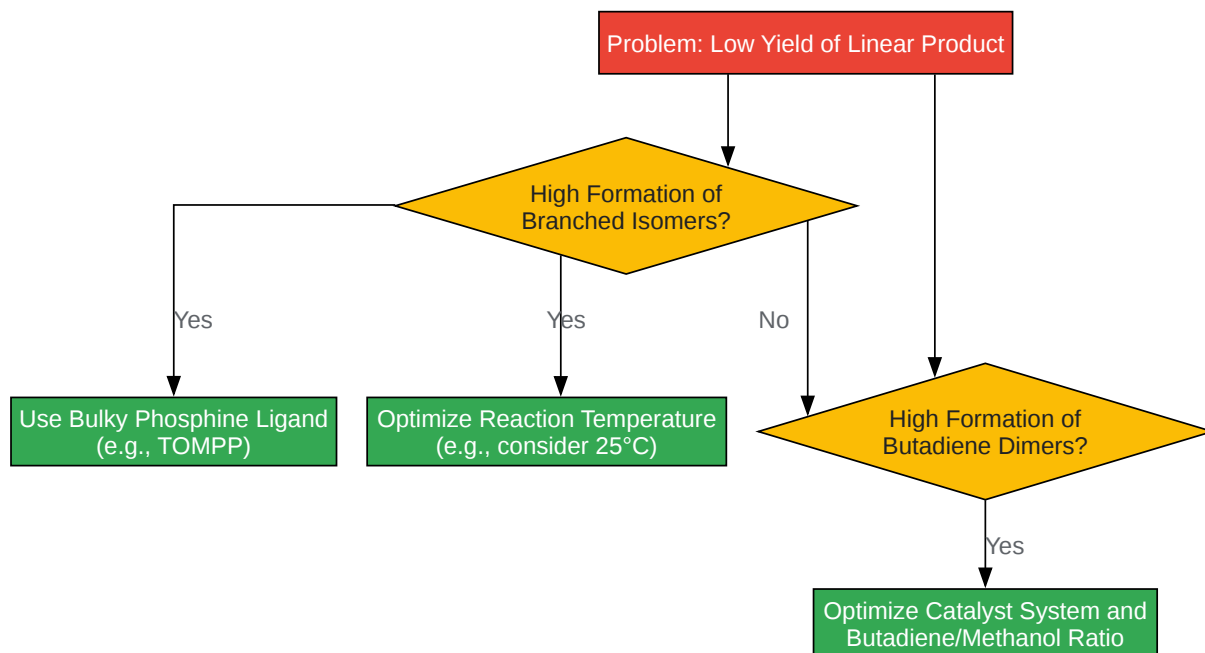 Problem: Low Yield of Linear Product
High Formation of
Branched Isomers?
Yes
Yes
No
Use Bulky Phosphine Ligand
(e.g., TOMPP)
Optimize Reaction Temperature
(e.g., consider 25°C)
High Formation of
Butadiene Dimers?
Yes
Optimize Catalyst System and
Butadiene/Methanol Ratio